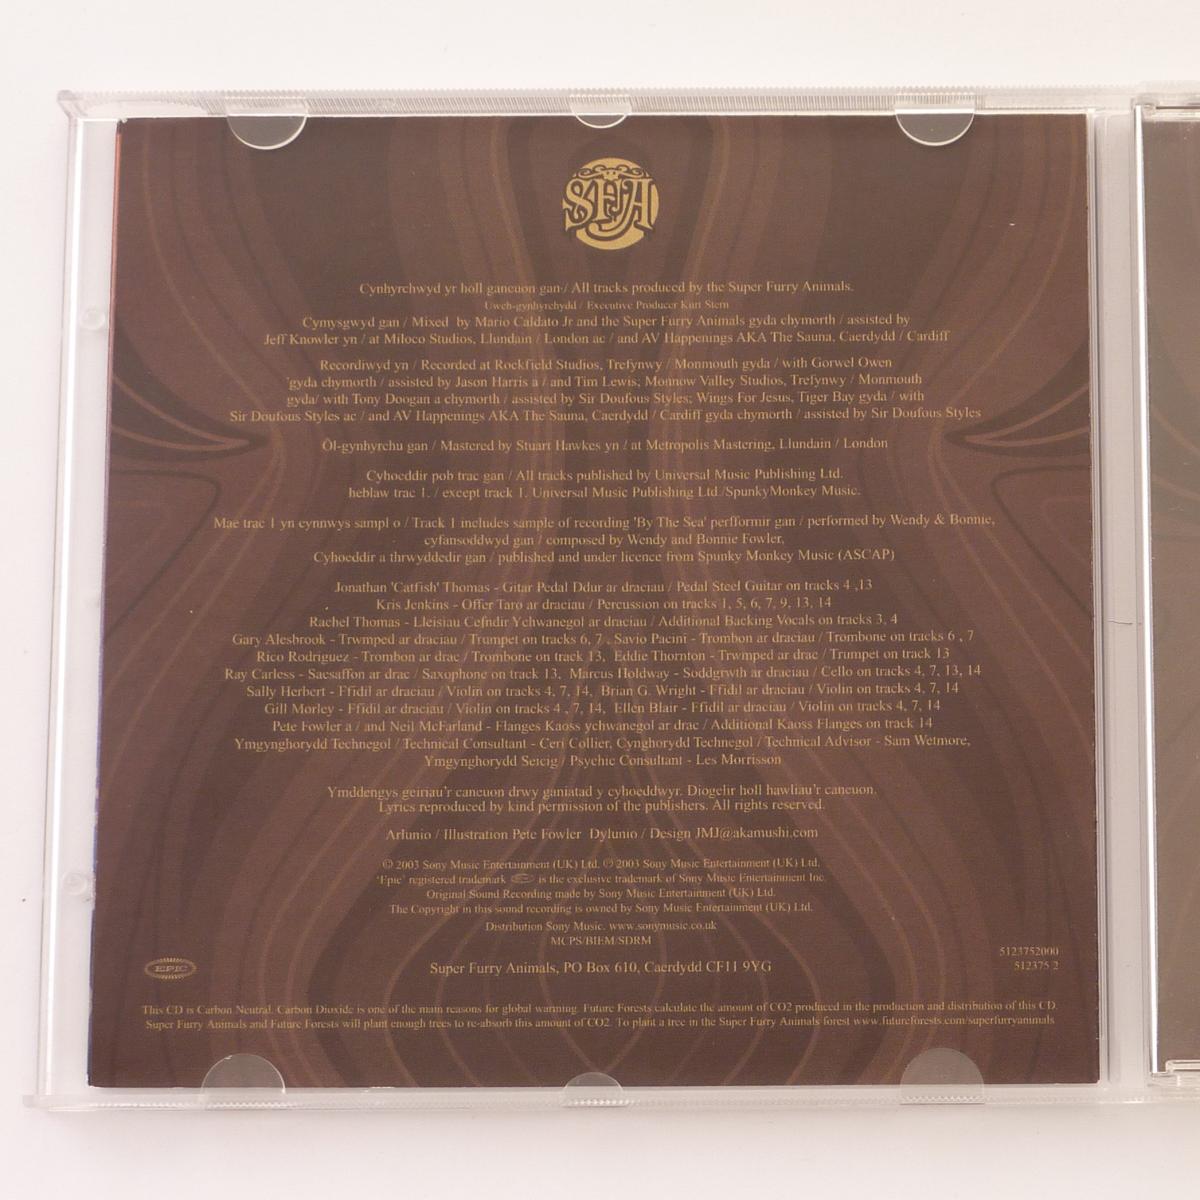 SFA
Cynhyrchwyd yr holl ganeuon gan / All tracks produced by the Super Furry Animals.
Uwch-gynhyrchydd / Executive Producer Kurt Stern
Cymysgwyd gan / Mixed by Mario Caldato Jr and the Super Furry Animals gyda chymorth / assisted by
Jeff Knowler yn / at Miloco Studios, Llundain / London ac / and AV Happenings AKA The Sauna, Caerdydd / Cardiff
Recordiwyd yn / Recorded at Rockfield Studios, Trefynwy / Monmouth gyda / with Gorwel Owen
'gyda chymorth / assisted by Jason Harris a / and Tim Lewis; Monnow Valley Studios, Trefynwy / Monmouth
gyda/ with Tony Doogan a chymorth / assisted by Sir Doufous Styles; Wings For Jesus, Tiger Bay gyda / with
Sir Doufous Styles ac / and AV Happenings AKA The Sauna, Caerdydd / Cardiff gyda chymorth / assisted by Sir Doufous Styles
Ôl-gynhyrchu gan / Mastered by Stuart Hawkes yn / at Metropolis Mastering, Llundain / London
Cyhoeddir pob trac gan / All tracks published by Universal Music Publishing Ltd.
heblaw trac 1. / except track 1. Universal Music Publishing Ltd./SpunkyMonkey Music.
Mae trac 1 yn cynnwys sampl o / Track 1 includes sample of recording 'By The Sea' perfformir gan / performed by Wendy & Bonnie,
cyfansoddwyd gan / composed by Wendy and Bonnie Fowler,
Cyhoeddir a thrwyddedir gan / published and under licence from Spunky Monkey Music (ASCAP)
Jonathan 'Catfish' Thomas - Gitar Pedal Ddur ar draciau / Pedal Steel Guitar on tracks 4 ,13
Kris Jenkins - Offer Taro ar draciau / Percussion on tracks 1, 5, 6, 7, 9, 13, 14
Rachel Thomas - Lleisiau Cefndir Ychwanegol ar draciau / Additional Backing Vocals on tracks 3, 4
Gary Alesbrook - Trwmped ar draciau / Trumpet on tracks 6, 7 . Savio Pacini - Trombon ar draciau / Trombone on tracks 6 , 7
Rico Rodriguez - Trombon ar drac / Trombone on track 13, Eddie Thornton - Trwmped ar drac / Trumpet on track 13
Ray Carless - Sacsaffon ar drac / Saxophone on track 13, Marcus Holdway - Soddgrwth ar draciau / Cello on tracks 4, 7, 13, 14
Sally Herbert - Ffidil ar draciau / Violin on tracks 4, 7, 14, Brian G. Wright - Ffidil ar draciau / Violin on tracks 4, 7, 14
Gill Morley - Ffidil ar draciau / Violin on tracks 4 , 7, 14, Ellen Blair - Ffidil ar draciau / Violin on tracks 4, 7, 14
Pete Fowler a / and Neil McFarland - Flanges Kaoss ychwanegol ar drac / Additional Kaoss Flanges on track 14
Ymgynghorydd Technegol / Technical Consultant - Ceri Collier, Cynghorydd Technegol / Technical Advisor - Sam Wetmore,
Ymgynghorydd Seicig / Psychic Consultant - Les Morrisson
Ymddengys geiriau'r caneuon drwy ganiatad y cyhoeddwyr. Diogelir holl hawliau'r caneuon.
Lyrics reproduced by kind permission of the publishers. All rights reserved.
Arlunio / Illustration Pete Fowler Dylunio / Design JMJ@akamushi.com
© 2003 Sony Music Entertainment (UK) Ltd. ℗ 2003 Sony Music Entertainment (UK) Ltd.
'Epic' registered trademark EPIC is the exclusive trademark of Sony Music Entertainment Inc.
Original Sound Recording made by Sony Music Entertainment (UK) Ltd.
The Copyright in this sound recording is owned by Sony Music Entertainment (UK) Ltd.
Distribution Sony Music. www.sonymusic.co.uk
MCPS/BIEM/SDRM
5123752000
512375 2
EPIC
Super Furry Animals, PO Box 610, Caerdydd CF11 9YG
This CD is Carbon Neutral. Carbon Dioxide is one of the main reasons for global warming. Future Forests calculate the amount of CO2 produced in the production and distribution of this CD.
Super Furry Animals and Future Forests will plant enough trees to re-absorb this amount of CO2. To plant a tree in the Super Furry Animals forest www.futureforests.com/superfurryanimals